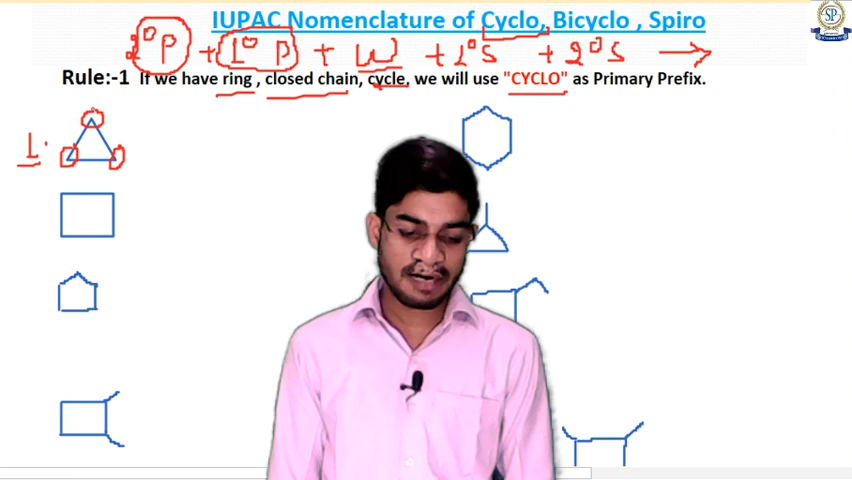 IUPAC Nomenclature of Cyclo, Bicyclo , Spiro
2° P + 1° P + W + 1° S + 2° S →
Rule:-1 If we have ring , closed chain, cycle, we will use "CYCLO" as Primary Prefix.
1.
SP